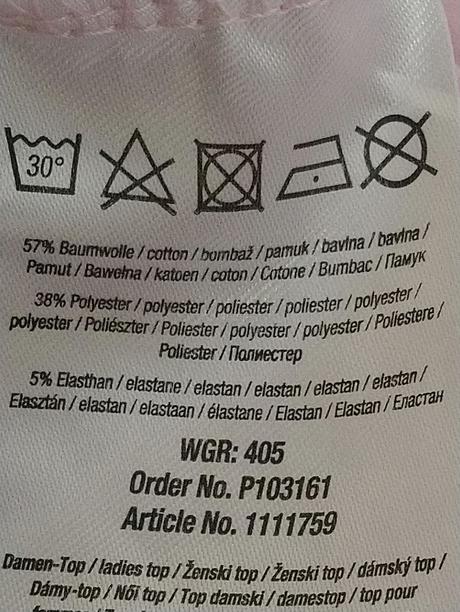 30°
57% Baumwolle / cotton / bombaž / pamuk / bavlna / bavlna /
Pamut / Bawełna / katoen / coton / Cotone / Bumbac / Памук
38% Polyester / polyester / poliester / poliester / polyester /
polyester / Poliészter / Poliester / polyester / polyester / Poliestere /
Poliester / Полиестер
5% Elasthan / elastane / elastan / elastan / elastan / elastan /
Elasztán / elastan / elastaan / élastane / Elastan / Elastan / Еластан
WGR: 405
Order No. P103161
Article No. 1111759
Damen-Top / ladies top / Ženski top / Ženski top / dámský top /
Dámy-top / Női top / Top damski / damestop / top pour